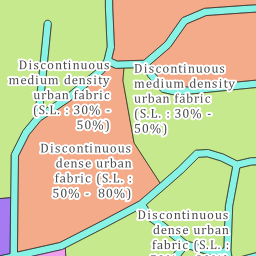 Discontinuous
medium density
urban fabric
(S.L. : 30% -
50%)
Discontinuous
medium density
urban fabric
(S.L. : 30% -
50%)
Discontinuous
dense urban
fabric (S.L. :
50% -  80%)
Discontinuous
dense urban
fabric (S.L. :